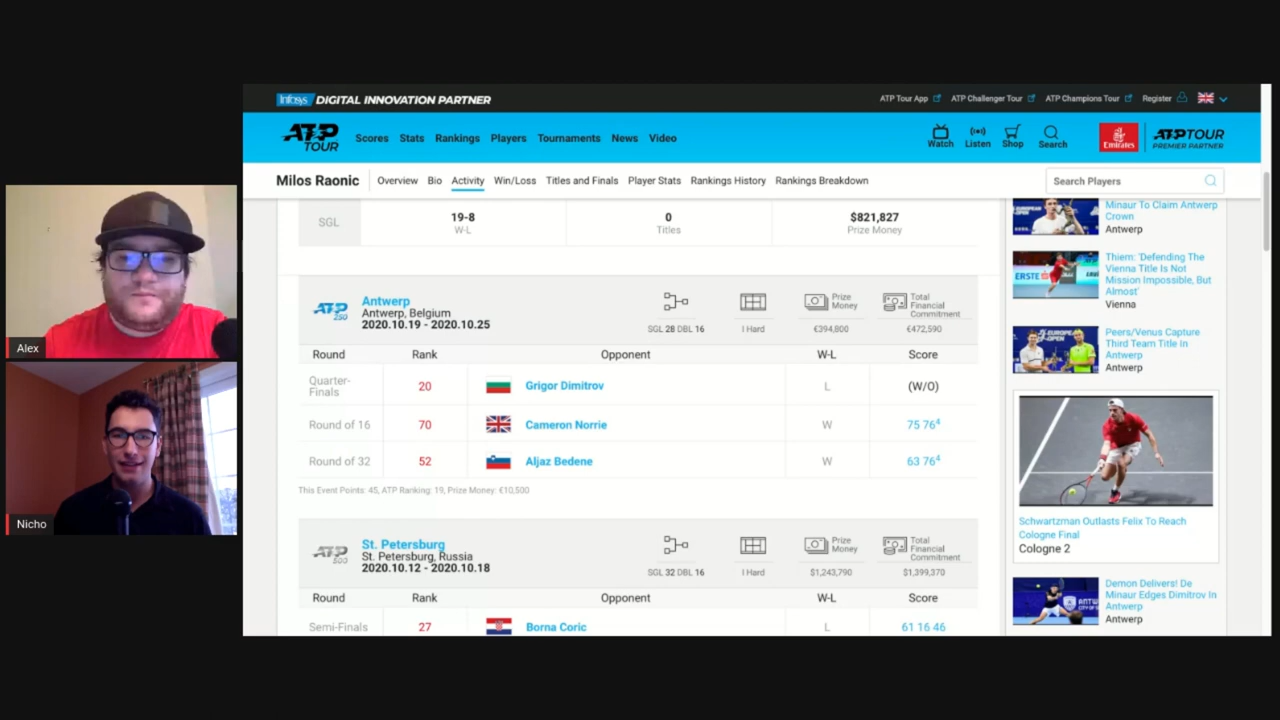 Infosys DIGITAL INNOVATION PARTNER
ATP Tour App ATP Challenger Tour ATP Champions Tour Register
ATP TOUR
Scores Stats Rankings Players Tournaments News Video
Watch Listen Shop Search
Emirates
ATPTOUR
PREMIER PARTNER
Milos Raonic
Overview Bio Activity Win/Loss Titles and Finals Player Stats Rankings History Rankings Breakdown
Search Players
SGL
19-8
W-L
0
Titles
$821,827
Prize Money
ATP 250
Antwerp
Antwerp, Belgium
2020.10.19 - 2020.10.25
SGL 28 DBL 16
I Hard
Prize Money
€394,800
Total Financial Commitment
€472,590
Round Rank Opponent W-L Score
Quarter-Finals 20 Grigor Dimitrov L (W/O)
Round of 16 70 Cameron Norrie W 75 76⁴
Round of 32 52 Aljaz Bedene W 63 76⁴
This Event Points: 45, ATP Ranking: 19, Prize Money: €10,500
ATP 500
St. Petersburg
St. Petersburg, Russia
2020.10.12 - 2020.10.18
SGL 32 DBL 16
I Hard
Prize Money
$1,243,790
Total Financial Commitment
$1,399,370
Round Rank Opponent W-L Score
Semi-Finals 27 Borna Coric L 61 16 46
Minaur To Claim Antwerp
Crown
Antwerp
ERSTE
Thiem: 'Defending The
Vienna Title Is Not
Mission Impossible, But
Almost'
Vienna
Peers/Venus Capture
Third Team Title In
Antwerp
Antwerp
Schwartzman Outlasts Felix To Reach
Cologne Final
Cologne 2
Demon Delivers! De
Minaur Edges Dimitrov In
Antwerp
Antwerp
Alex
Nicho